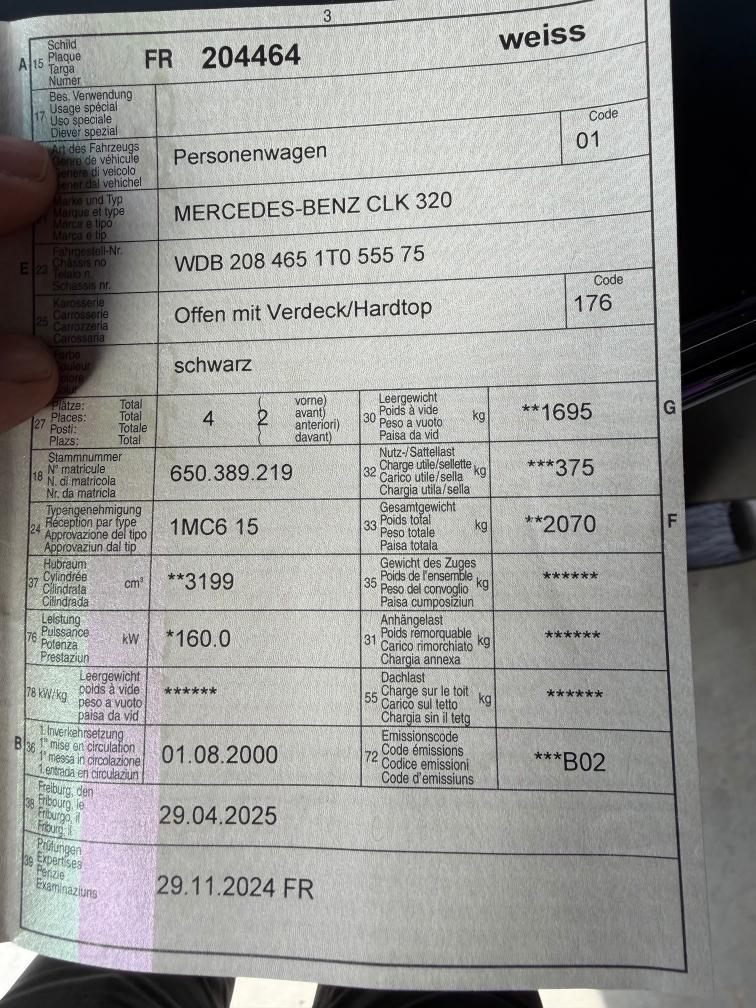 3
A 15 Schild Plaque Targa Numer FR 204464 weiss
17 Bes. Verwendung
Usage spécial
Uso speciale
Diever spezial
Art des Fahrzeugs
Genre de véhicule
Genere di veicolo
Gener dal vehichel
Personenwagen
Code
01
Marke und Typ
Marque et type
Marca e tipo
Marca e tip
MERCEDES-BENZ CLK 320
E 23 Fahrgestell-Nr.
Châssis no
Telaio n.
Schassis nr.
WDB 208 465 1T0 555 75
25 Karosserie
Carrosserie
Carrozzeria
Carossaria
Offen mit Verdeck/Hardtop
Code
176
Farbe
Couleur
Colore
schwarz
27 Plätze: Total
Places: Total
Posti: Totale
Plazs: Total
4 ( 2 vorne)
avant)
anteriori)
davant)
30 Leergewicht
Poids à vide
Peso a vuoto
Paisa da vid
kg
**1695
G
18 Stammnummer
N° matricule
N. di matricola
Nr. da matricla
650.389.219
32 Nutz-/Sattellast
Charge utile/sellette
Carico utile/sella
Chargia utila/sella
kg
***375
24 Typengenehmigung
Réception par type
Approvazione del tipo
Approvaziun dal tip
1MC6 15
33 Gesamtgewicht
Poids total
Peso totale
Paisa totala
kg
**2070
F
37 Hubraum
Cylindrée
Cilindrata
Cilindrada
cm³
**3199
35 Gewicht des Zuges
Poids de l'ensemble
Peso del convoglio
Paisa cumposiziun
kg
******
76 Leistung
Puissance
Potenza
Prestaziun
kW
*160.0
31 Anhängelast
Poids remorquable
Carico rimorchiato
Chargia annexa
kg
******
78 kW/kg Leergewicht
poids à vide
peso a vuoto
paisa da vid
******
55 Dachlast
Charge sur le toit
Carico sul tetto
Chargia sin il tetg
kg
******
B 36 1. Inverkehrsetzung
1re mise en circulation
1a messa in circolazione
1. entrada en circulaziun
01.08.2000
72 Emissionscode
Code émissions
Codice emissioni
Code d'emissiuns
***B02
38 Freiburg, den
Fribourg, le
Friburgo, il
Friburg, il
29.04.2025
39 Prüfungen
Expertises
Perizie
Examinaziuns
29.11.2024 FR